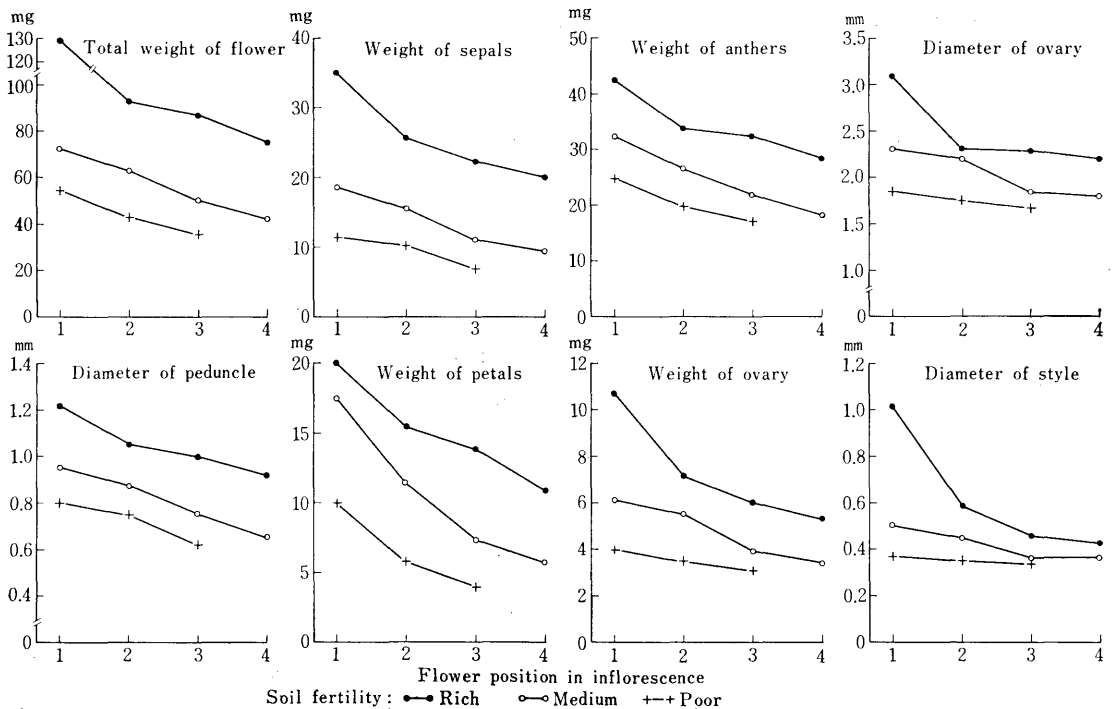 mg
Total weight of flower
130
120
100
80
60
40
20
0
1 2 3 4
mg
Weight of sepals
40
30
20
10
0
1 2 3 4
mg
Weight of anthers
50
40
30
20
10
0
1 2 3 4
mm
Diameter of ovary
3.5
3.0
2.5
2.0
1.5
1.0
0
1 2 3 4
mm
Diameter of peduncle
1.4
1.2
1.0
0.8
0.6
0.4
0
1 2 3 4
mg
Weight of petals
20
15
10
5
0
1 2 3 4
mg
Weight of ovary
12
10
8
6
4
2
0
1 2 3 4
mm
Diameter of style
1.2
1.0
0.8
0.6
0.4
0.2
0
1 2 3 4
Flower position in inflorescence
Soil fertility : Rich Medium Poor